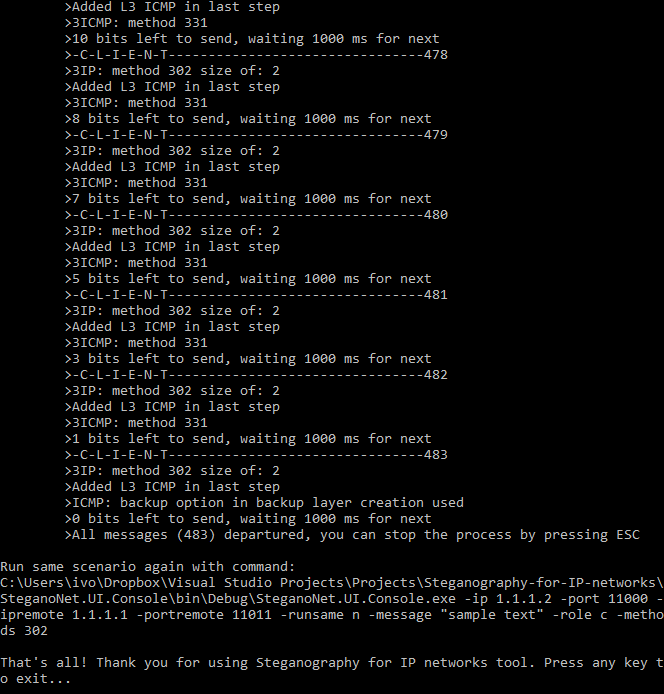 >Added L3 ICMP in last step
>3ICMP: method 331
>10 bits left to send, waiting 1000 ms for next
>-C-L-I-E-N-T-------------------------------478
>3IP: method 302 size of: 2
>Added L3 ICMP in last step
>3ICMP: method 331
>8 bits left to send, waiting 1000 ms for next
>-C-L-I-E-N-T-------------------------------479
>3IP: method 302 size of: 2
>Added L3 ICMP in last step
>3ICMP: method 331
>7 bits left to send, waiting 1000 ms for next
>-C-L-I-E-N-T-------------------------------480
>3IP: method 302 size of: 2
>Added L3 ICMP in last step
>3ICMP: method 331
>5 bits left to send, waiting 1000 ms for next
>-C-L-I-E-N-T-------------------------------481
>3IP: method 302 size of: 2
>Added L3 ICMP in last step
>3ICMP: method 331
>3 bits left to send, waiting 1000 ms for next
>-C-L-I-E-N-T-------------------------------482
>3IP: method 302 size of: 2
>Added L3 ICMP in last step
>3ICMP: method 331
>1 bits left to send, waiting 1000 ms for next
>-C-L-I-E-N-T-------------------------------483
>3IP: method 302 size of: 2
>Added L3 ICMP in last step
>ICMP: backup option in backup layer creation used
>0 bits left to send, waiting 1000 ms for next
>All messages (483) departured, you can stop the process by pressing ESC
Run same scenario again with command:
C:\Users\ivo\Dropbox\Visual Studio Projects\Projects\Steganography-for-IP-networks\
SteganoNet.UI.Console\bin\Debug\SteganoNet.UI.Console.exe -ip 1.1.1.2 -port 11000 -
ipremote 1.1.1.1 -portremote 11011 -runsame n -message "sample text" -role c -metho
ds 302
That's all! Thank you for using Steganography for IP networks tool. Press any key t
o exit...